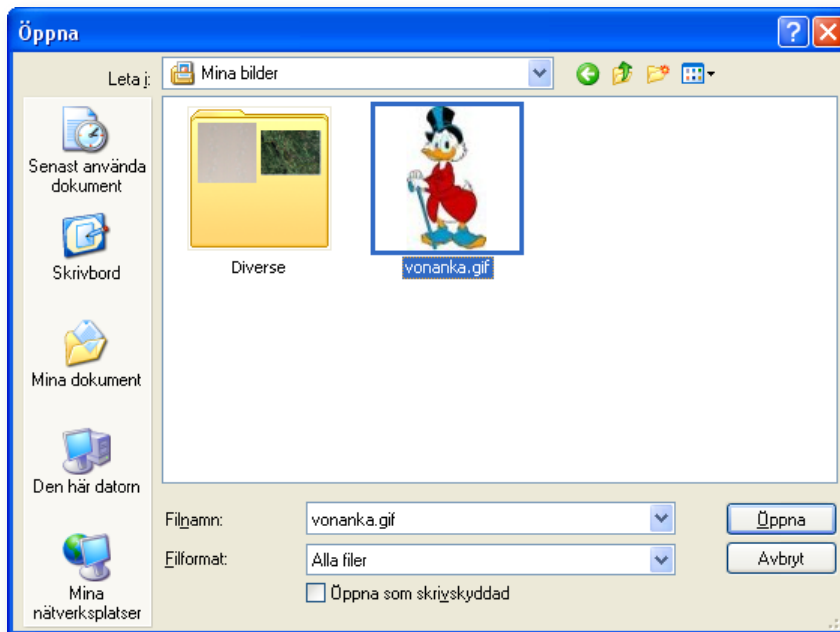 Öppna
Leta i:
Mina bilder
Senast använda
dokument
Skrivbord
Mina dokument
Den här datorn
Mina
nätverksplatser
Diverse
vonanka.gif
Filnamn:
vonanka.gif
Öppna
Filformat:
Alla filer
Avbryt
Öppna som skrivskyddad